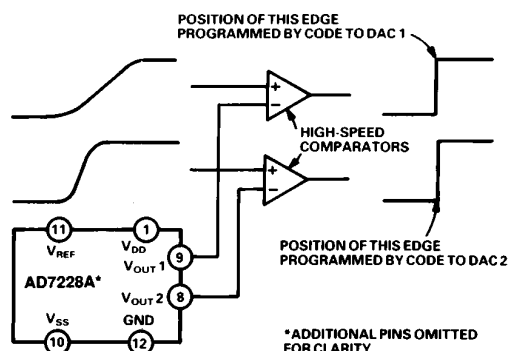 POSITION OF THIS EDGE
PROGRAMMED BY CODE TO DAC 1
+
−
HIGH-SPEED
COMPARATORS
+
−
11
1
VREF
VDD
VOUT 1
9
AD7228A*
VOUT 2
8
VSS
GND
10
12
POSITION OF THIS EDGE
PROGRAMMED BY CODE TO DAC 2
*ADDITIONAL PINS OMITTED
FOR CLARITY